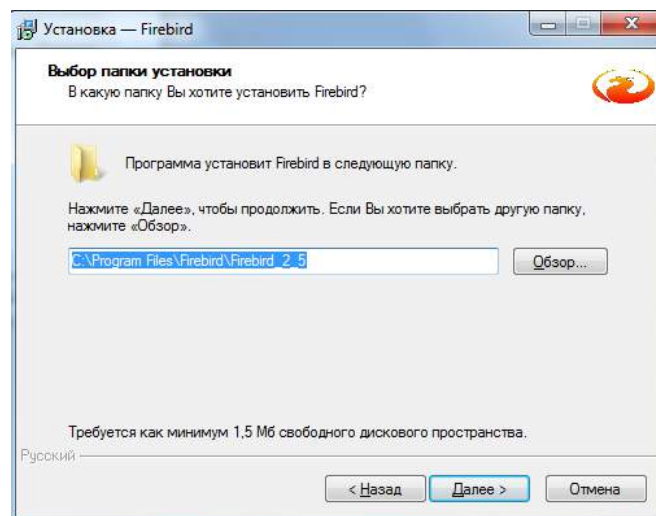 Установка — Firebird
Выбор папки установки
В какую папку Вы хотите установить Firebird?
Программа установит Firebird в следующую папку.
Нажмите «Далее», чтобы продолжить. Если Вы хотите выбрать другую папку,
нажмите «Обзор».
C:\Program Files\Firebird\Firebird_2_5
Обзор...
Требуется как минимум 1,5 Мб свободного дискового пространства.
Русский
< Назад
Далее >
Отмена